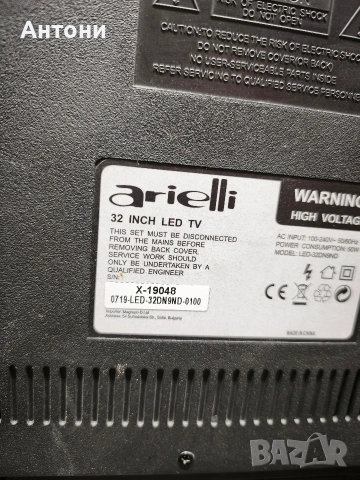 Антони
RISK OF ELECTRIC SHOCK
DO NOT OPEN
CAUTION-TO REDUCE THE RISK OF ELECTRIC SHOCK
DO NOT REMOVE COVER(OR BACK)
NO USER-SERVICEABLE PARTS INSIDE
REFER SERVICING TO QUALIFIED SERVICE PERSONNEL
arielli
32 INCH LED TV
THIS SET MUST BE DISCONNECTED
FROM THE MAINS BEFORE
REMOVING BACK COVER.
SERVICE WORK SHOULD
ONLY BE UNDERTAKEN BY A
QUALIFIED ENGINEER
S/N:
X-19048
0719-LED-32DN9ND-0100
WARNING
HIGH VOLTAGE
AC INPUT: 100-240V~ 50/60Hz
POWER CONSUMPTION: 60W
MODEL: LED-32DN9ND
CE
MADE IN CHINA
BAZAR